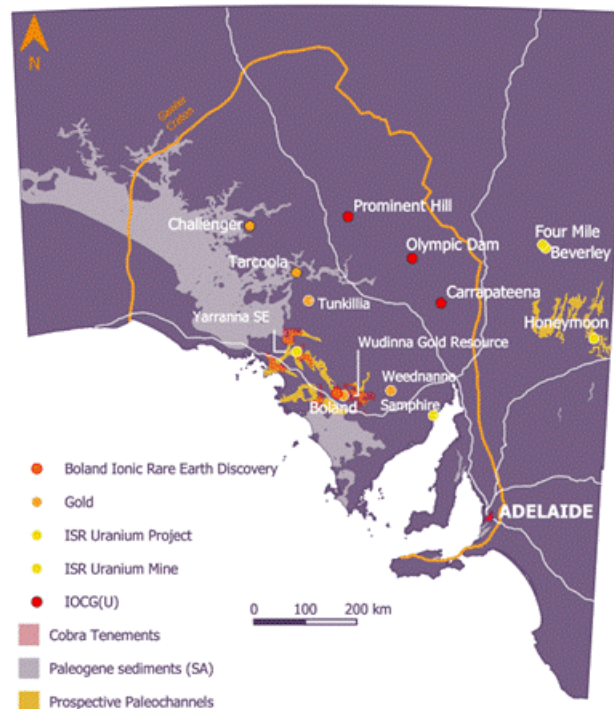 N
Gawler
Craton
Prominent Hill
Challenger
Four Mile
Beverley
Olympic Dam
Tarcoola
Carrapateena
Tunkillia
Honeymoon
Yarranna SE
Wudinna Gold Resource
Weednanna
Boland
Samphire
ADELAIDE
Boland Ionic Rare Earth Discovery
Gold
ISR Uranium Project
ISR Uranium Mine
IOCG(U)
0 100 200 km
Cobra Tenements
Paleogene sediments (SA)
Prospective Paleochannels